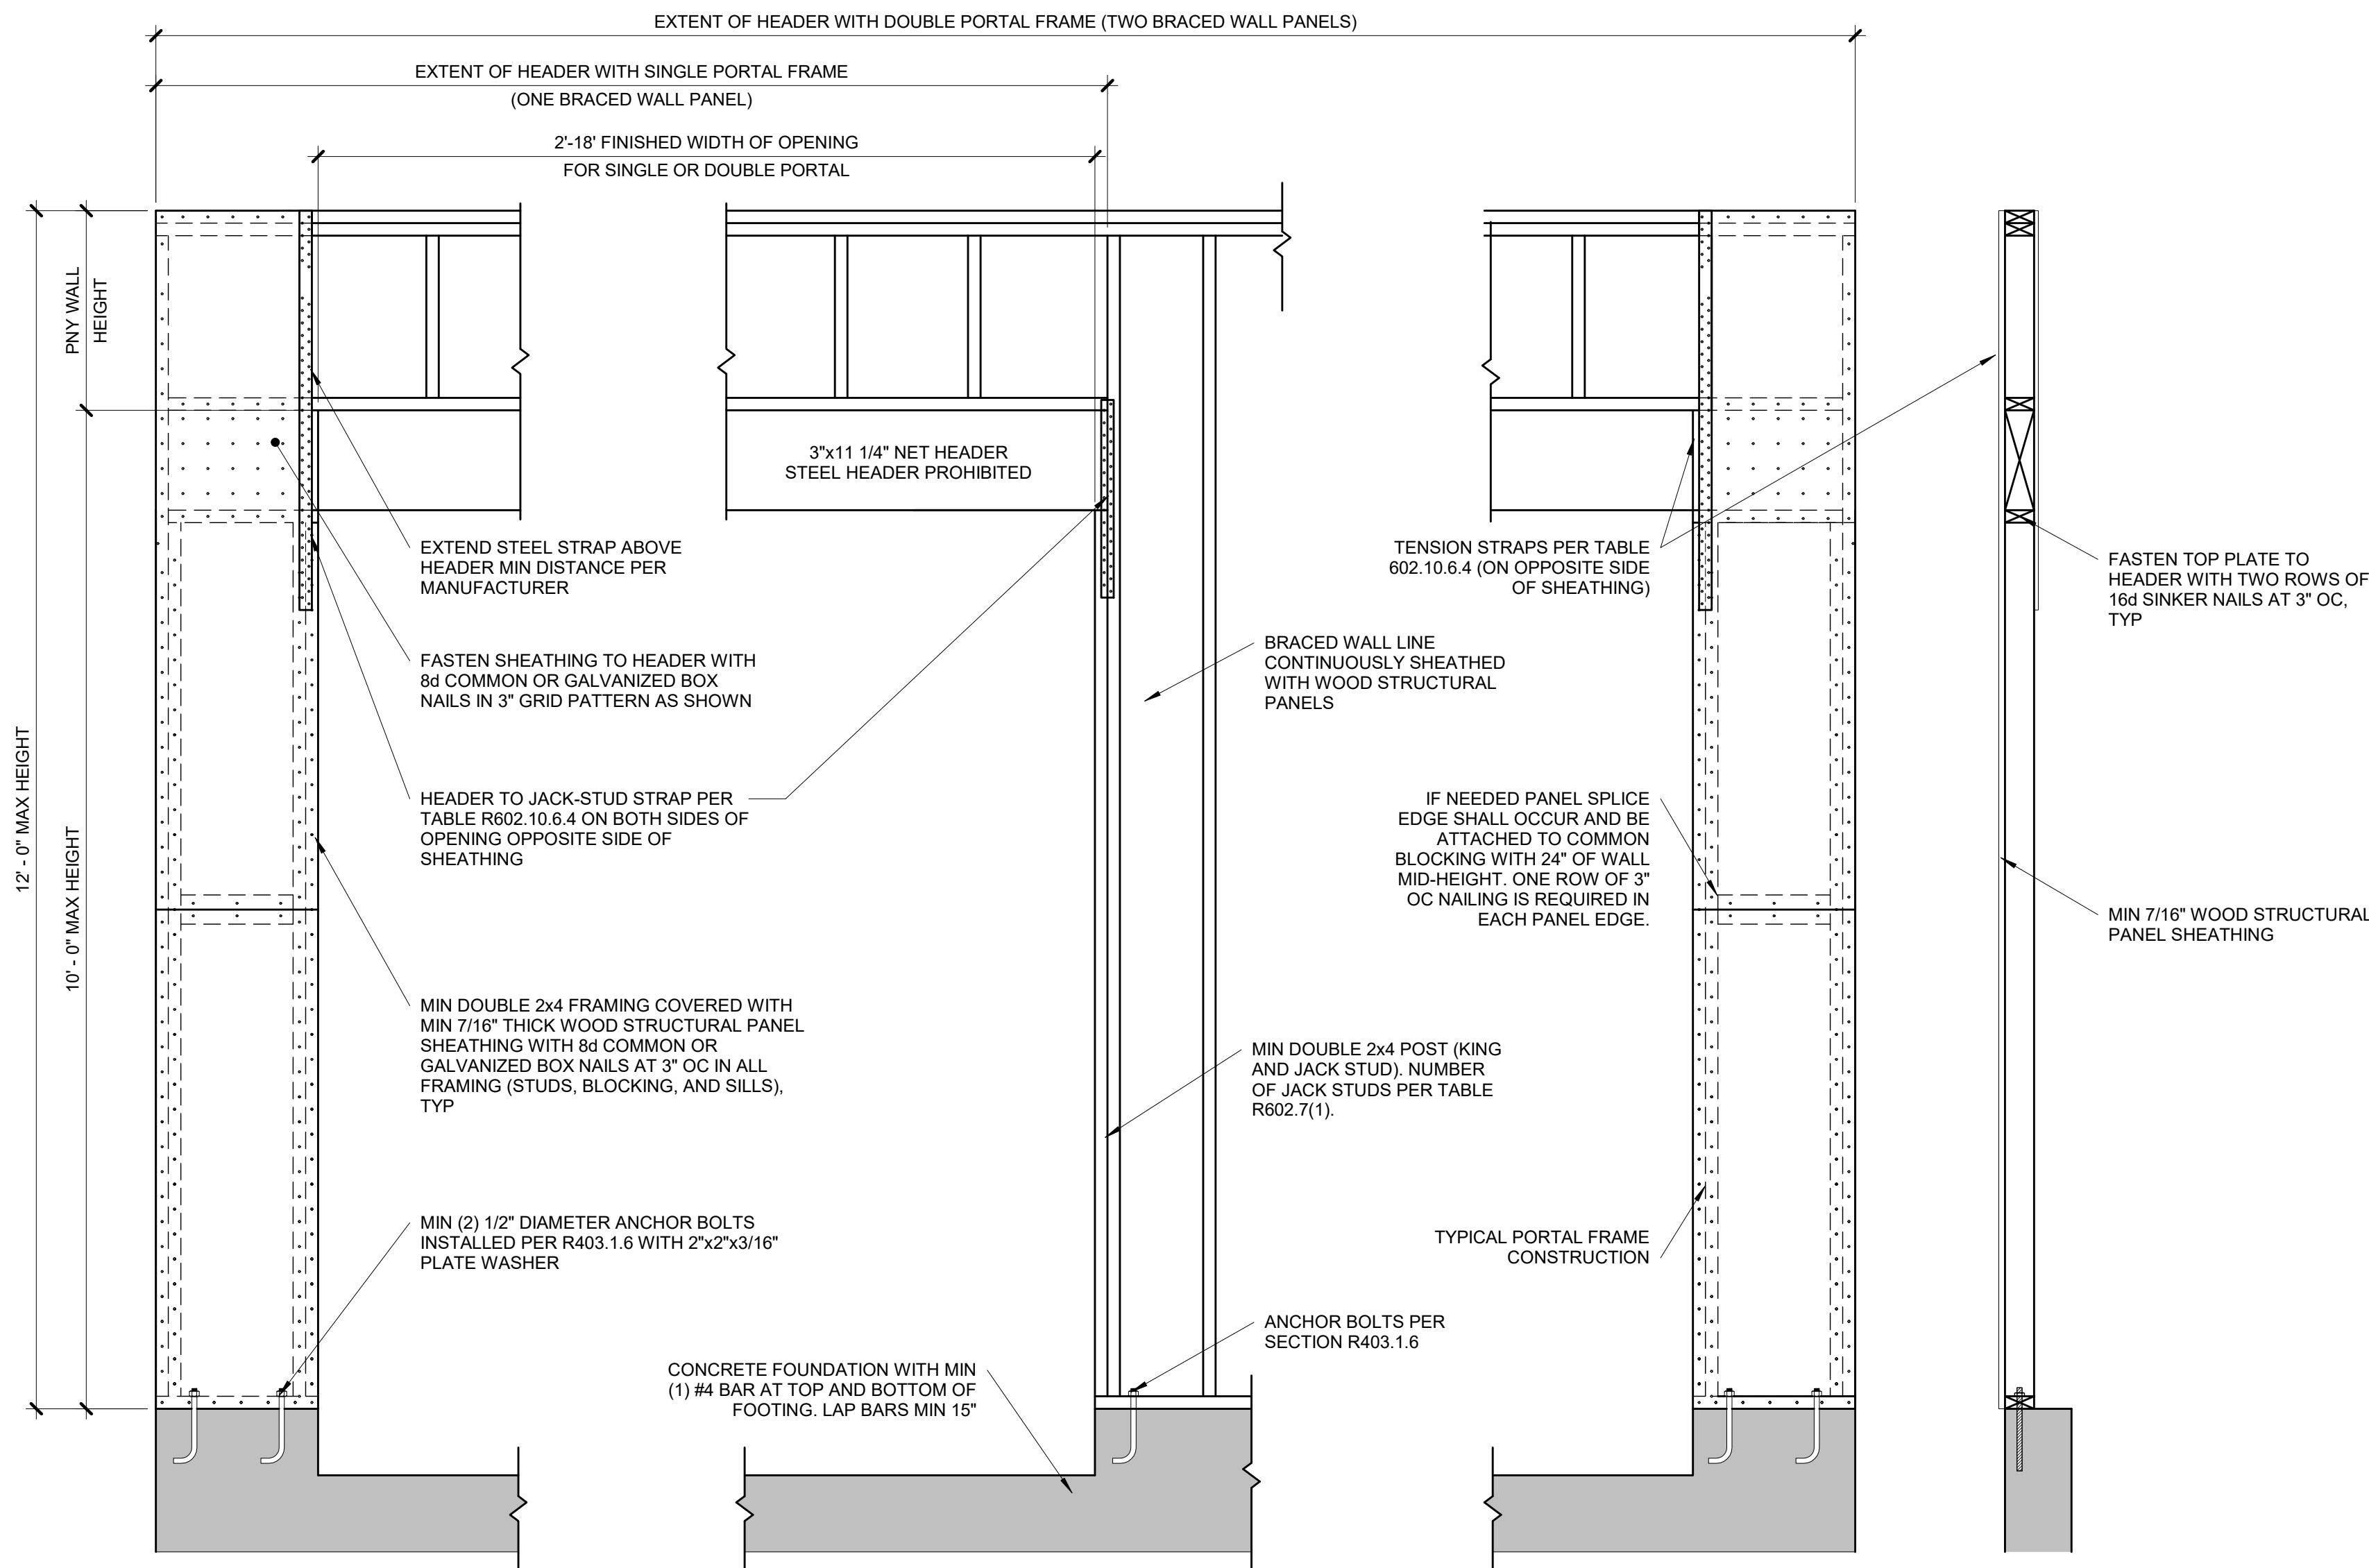 EXTENT OF HEADER WITH DOUBLE PORTAL FRAME (TWO BRACED WALL PANELS)
EXTENT OF HEADER WITH SINGLE PORTAL FRAME
(ONE BRACED WALL PANEL)
2'-18' FINISHED WIDTH OF OPENING
FOR SINGLE OR DOUBLE PORTAL
PNY WALL
HEIGHT
12' - 0" MAX HEIGHT
10' - 0" MAX HEIGHT
3"x11 1/4" NET HEADER
STEEL HEADER PROHIBITED
EXTEND STEEL STRAP ABOVE
HEADER MIN DISTANCE PER
MANUFACTURER
FASTEN SHEATHING TO HEADER WITH
8d COMMON OR GALVANIZED BOX
NAILS IN 3" GRID PATTERN AS SHOWN
HEADER TO JACK-STUD STRAP PER
TABLE R602.10.6.4 ON BOTH SIDES OF
OPENING OPPOSITE SIDE OF
SHEATHING
MIN DOUBLE 2x4 FRAMING COVERED WITH
MIN 7/16" THICK WOOD STRUCTURAL PANEL
SHEATHING WITH 8d COMMON OR
GALVANIZED BOX NAILS AT 3" OC IN ALL
FRAMING (STUDS, BLOCKING, AND SILLS),
TYP
MIN (2) 1/2" DIAMETER ANCHOR BOLTS
INSTALLED PER R403.1.6 WITH 2"x2"x3/16"
PLATE WASHER
CONCRETE FOUNDATION WITH MIN
(1) #4 BAR AT TOP AND BOTTOM OF
FOOTING. LAP BARS MIN 15"
BRACED WALL LINE
CONTINUOUSLY SHEATHED
WITH WOOD STRUCTURAL
PANELS
MIN DOUBLE 2x4 POST (KING
AND JACK STUD). NUMBER
OF JACK STUDS PER TABLE
R602.7(1).
ANCHOR BOLTS PER
SECTION R403.1.6
TENSION STRAPS PER TABLE
602.10.6.4 (ON OPPOSITE SIDE
OF SHEATHING)
IF NEEDED PANEL SPLICE
EDGE SHALL OCCUR AND BE
ATTACHED TO COMMON
BLOCKING WITH 24" OF WALL
MID-HEIGHT. ONE ROW OF 3"
OC NAILING IS REQUIRED IN
EACH PANEL EDGE.
TYPICAL PORTAL FRAME
CONSTRUCTION
FASTEN TOP PLATE TO
HEADER WITH TWO ROWS OF
16d SINKER NAILS AT 3" OC,
TYP
MIN 7/16" WOOD STRUCTURAL
PANEL SHEATHING